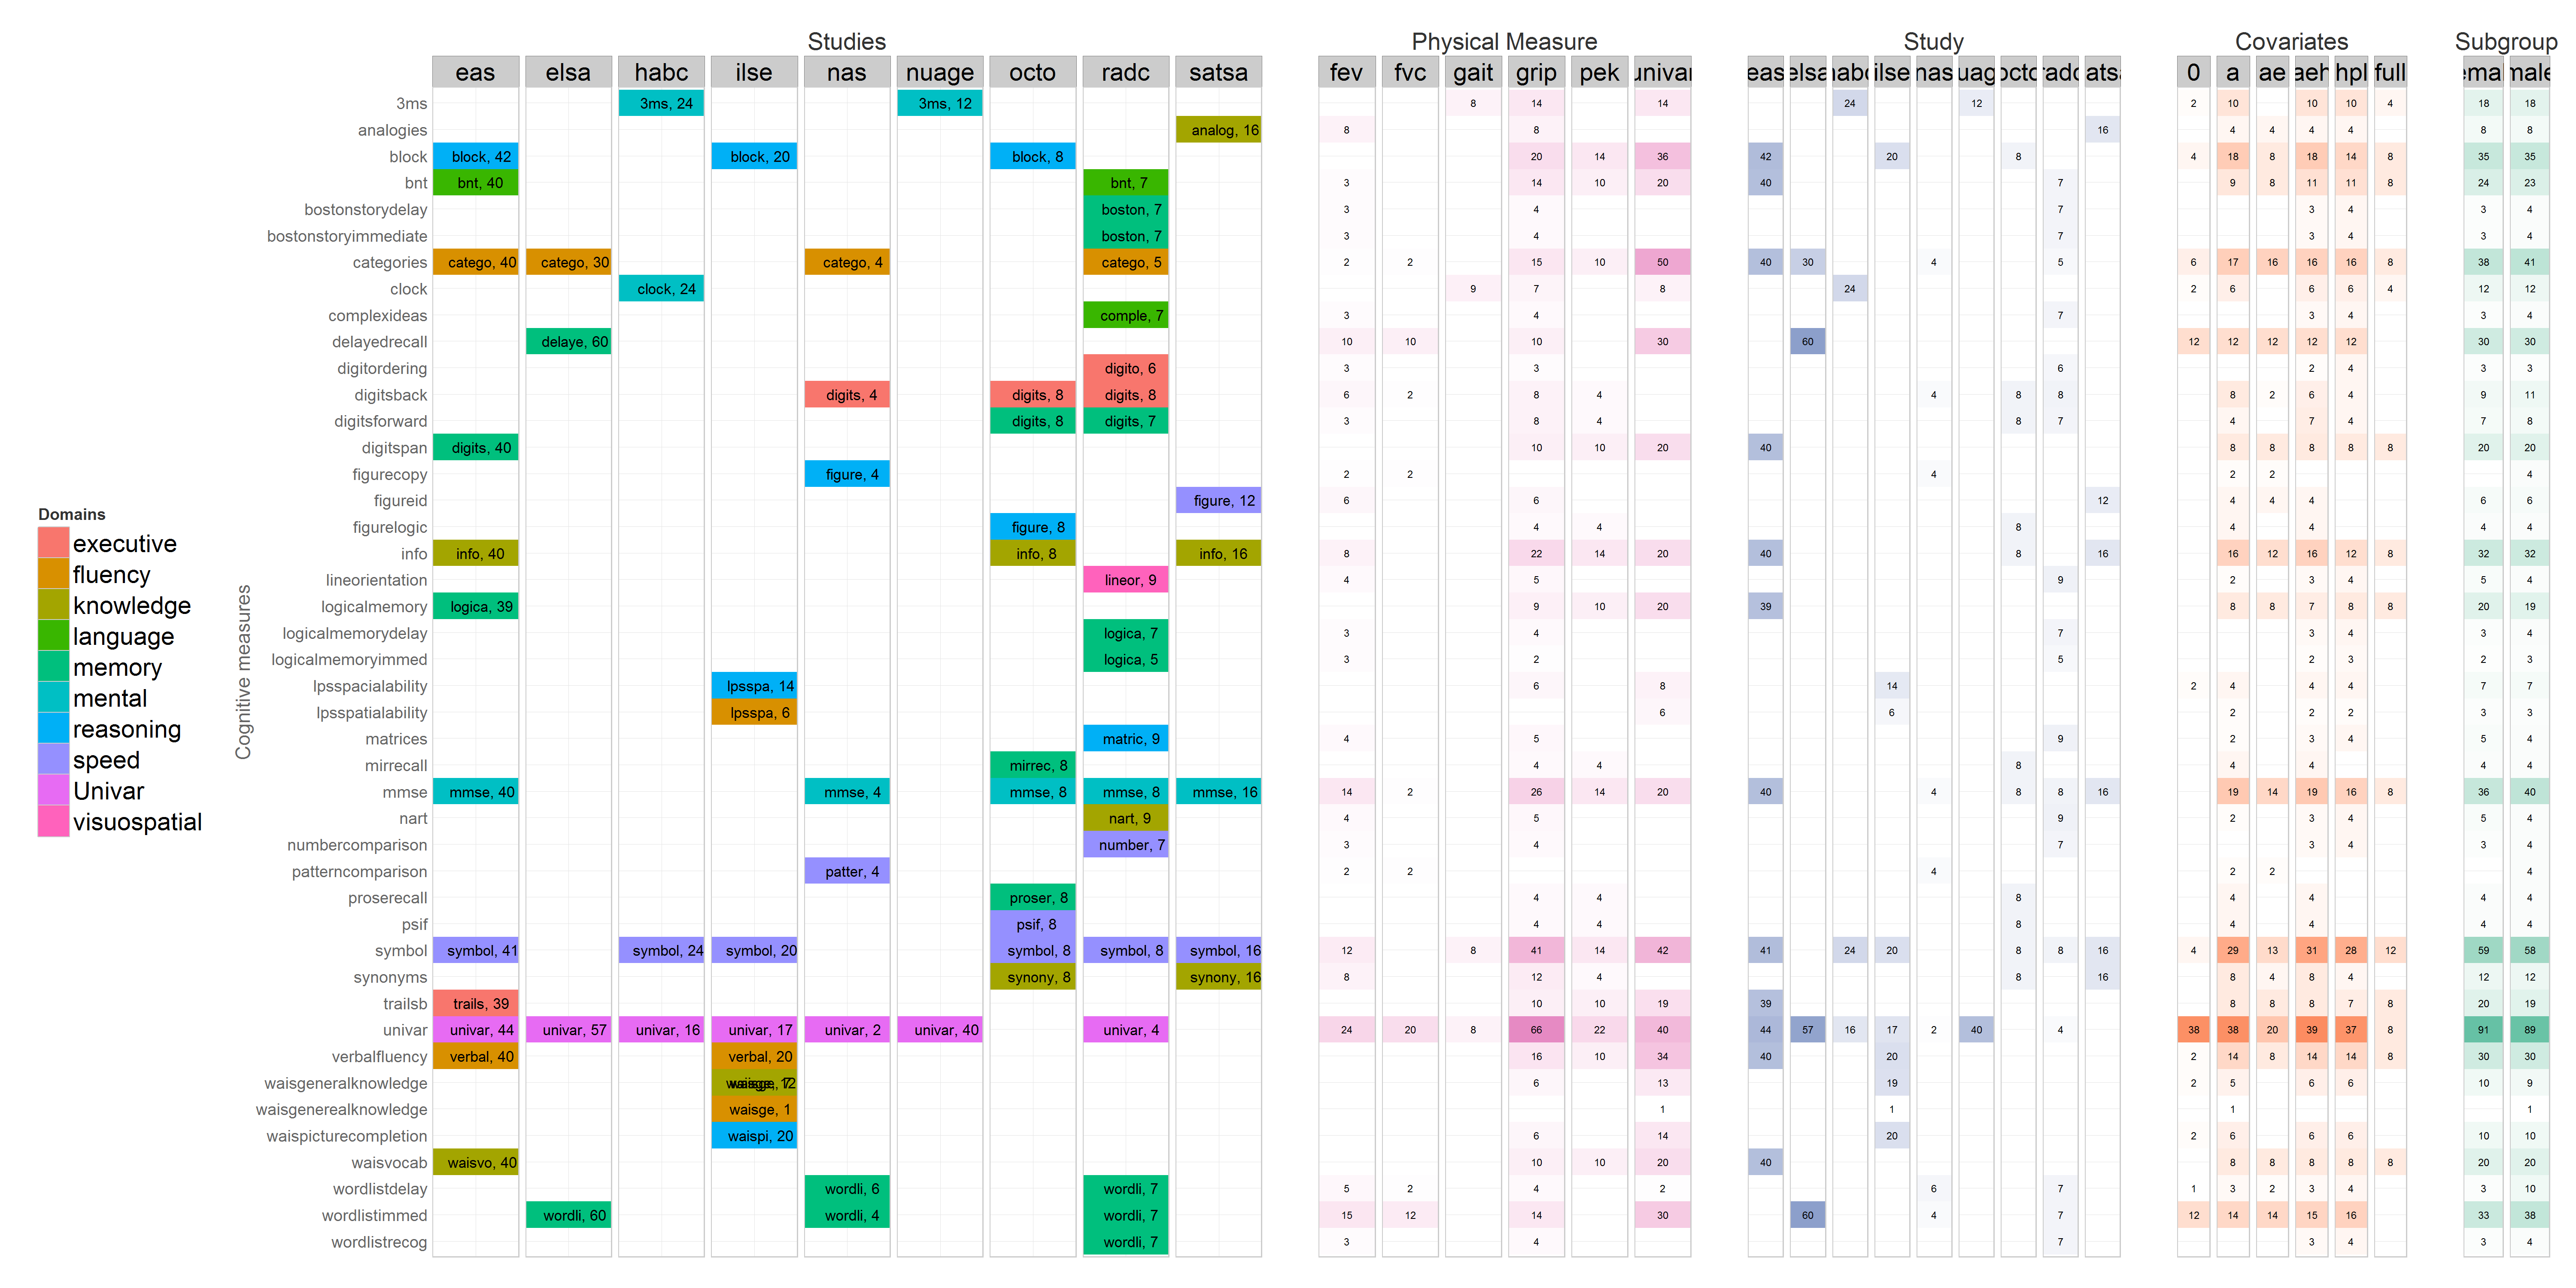 Studies Physical Measure Study Covariates Subgroup
eas elsa habc ilse nas nuage octo radc satsa fev fvc gait grip pek univar eas elsa habc ilse nas uag octo radc atsa 0 a ae aeh hpl full emal male
3ms 3ms, 24 3ms, 12 8 14 14 24 12 2 10 10 10 4 18 18
analogies analog, 16 8 8 16 4 4 4 4 8 8
block block, 42 block, 20 block, 8 20 14 36 42 20 8 4 18 8 18 14 8 35 35
bnt bnt, 40 bnt, 7 3 14 10 20 40 7 9 8 11 11 8 24 23
bostonstorydelay boston, 7 3 4 7 3 4 3 4
bostonstoryimmediate boston, 7 3 4 7 3 4 3 4
categories catego, 40 catego, 30 catego, 4 catego, 5 2 2 15 10 50 40 30 4 5 6 17 16 16 16 8 38 41
clock clock, 24 9 7 8 24 2 6 6 6 4 12 12
complexideas comple, 7 3 4 7 3 4 3 4
delayedrecall delaye, 60 10 10 10 30 60 12 12 12 12 12 30 30
digitordering digito, 6 3 3 6 2 4 3 3
digitsback digits, 4 digits, 8 digits, 8 6 2 8 4 4 8 8 8 2 6 4 9 11
digitsforward digits, 8 digits, 7 3 8 4 8 7 4 7 4 7 8
digitspan digits, 40 10 10 20 40 8 8 8 8 8 20 20
figurecopy figure, 4 2 2 4 2 2 4
figureid figure, 12 6 6 12 4 4 4 6 6
Domains
figurelogic figure, 8 4 4 8 4 4 4 4
executive
info info, 40 info, 8 info, 16 8 22 14 20 40 8 16 16 12 16 12 8 32 32
fluency
lineorientation lineor, 9 4 5 9 2 3 4 5 4
knowledge
logicalmemory logica, 39 9 10 20 39 8 8 7 8 8 20 19
language
logicalmemorydelay logica, 7 3 4 7 3 4 3 4
memory
logicalmemoryimmed logica, 5 3 2 5 2 3 2 3
Cognitive measures
mental
lpsspacialability lpsspa, 14 6 8 14 2 4 4 4 7 7
lpsspatialability lpsspa, 6 6 6 2 2 2 3 3
reasoning
matrices matric, 9 4 5 9 2 3 4 5 4
speed
mirrecall mirrec, 8 4 4 8 4 4 4 4
Univar
mmse mmse, 40 mmse, 4 mmse, 8 mmse, 8 mmse, 16 14 2 26 14 20 40 4 8 8 16 19 14 19 16 8 36 40
visuospatial
nart nart, 9 4 5 9 2 3 4 5 4
numbercomparison number, 7 3 4 7 3 4 3 4
patterncomparison patter, 4 2 2 4 2 2 4
proserecall proser, 8 4 4 8 4 4 4 4
psif psif, 8 4 4 8 4 4 4 4
symbol symbol, 41 symbol, 24 symbol, 20 symbol, 8 symbol, 8 symbol, 16 12 8 41 14 42 41 24 20 8 8 16 4 29 13 31 28 12 59 58
synonyms synony, 8 synony, 16 8 12 4 8 16 8 4 8 4 12 12
trailsb trails, 39 10 10 19 39 8 8 8 7 8 20 19
univar univar, 44 univar, 57 univar, 16 univar, 17 univar, 2 univar, 40 univar, 4 24 20 8 66 22 40 44 57 16 17 2 40 4 38 38 20 39 37 8 91 89
verbalfluency verbal, 40 verbal, 20 16 10 34 40 20 2 14 8 14 14 8 30 30
waisgeneralknowledge 6 13 19 2 5 6 6 10 9
waisgenerealknowledge waisge, 1 1 1 1 1
waispicturecompletion waispi, 20 6 14 20 2 6 6 6 10 10
waisvocab waisvo, 40 10 10 20 40 8 8 8 8 8 20 20
wordlistdelay wordli, 6 wordli, 7 5 2 4 2 6 7 1 3 2 3 4 3 10
wordlistimmed wordli, 60 wordli, 4 wordli, 7 15 12 14 30 60 4 7 12 14 14 15 16 33 38
wordlistrecog wordli, 7 3 4 7 3 4 3 4